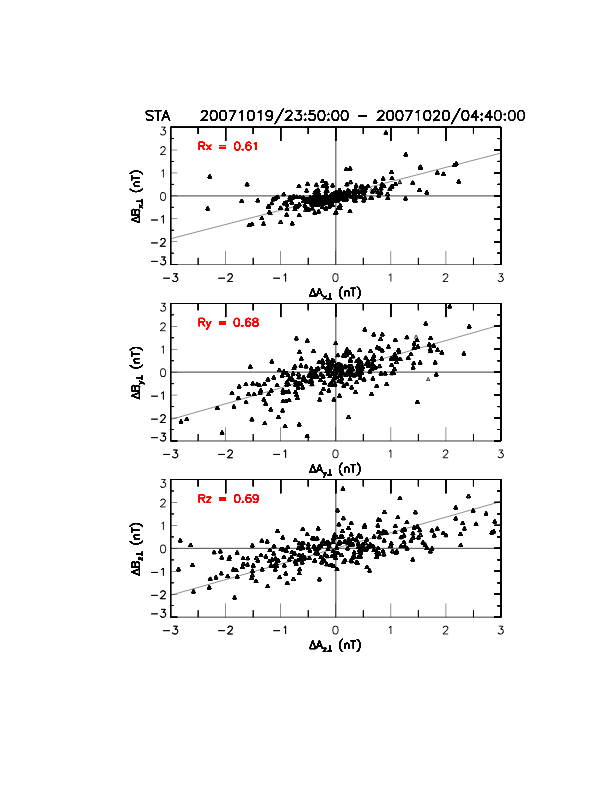 STA 20071019/23:50:00 - 20071020/04:40:00
Rx = 0.61
3
2
1
0
-1
-2
-3
ΔBx⊥ (nT)
-3 -2 -1 0 1 2 3
ΔAx⊥ (nT)
Ry = 0.68
3
2
1
0
-1
-2
-3
ΔBy⊥ (nT)
-3 -2 -1 0 1 2 3
ΔAy⊥ (nT)
Rz = 0.69
3
2
1
0
-1
-2
-3
ΔBz⊥ (nT)
-3 -2 -1 0 1 2 3
ΔAz⊥ (nT)